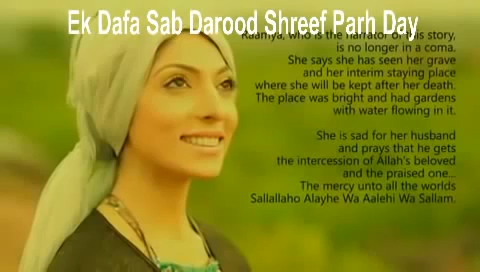 Ek Dafa Sab Darood Shreef Parh Day
Raamya, who is the narrator of this story,
is no longer in a coma.
She says she has seen her grave
and her interim staying place
where she will be kept after her death.
The place was bright and had gardens
with water flowing in it.
She is sad for her husband
and prays that he gets
the intercession of Allah's beloved
and the praised one...
The mercy unto all the worlds
Sallallaho Alayhe Wa Aalehi Wa Sallam.